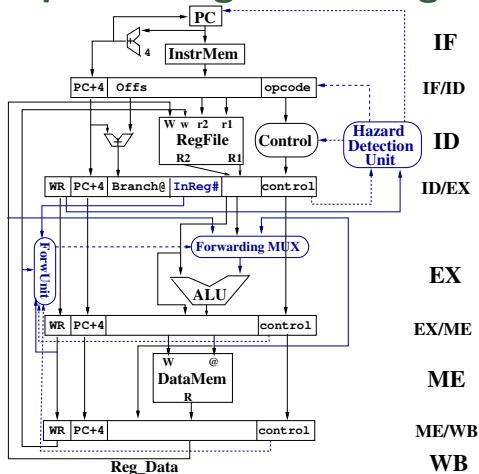 PC
IF
4
InstrMem
PC+4 Offs opcode
IF/ID
W w r2 r1
RegFile
R2 R1
Control
Hazard
Detection
Unit
ID
WR PC+4 Branch@ InReg# control
ID/EX
ForwUnit
Forwarding MUX
EX
ALU
WR PC+4 control
EX/ME
W @
DataMem
R
ME
WR PC+4 control
ME/WB
Reg_Data
WB